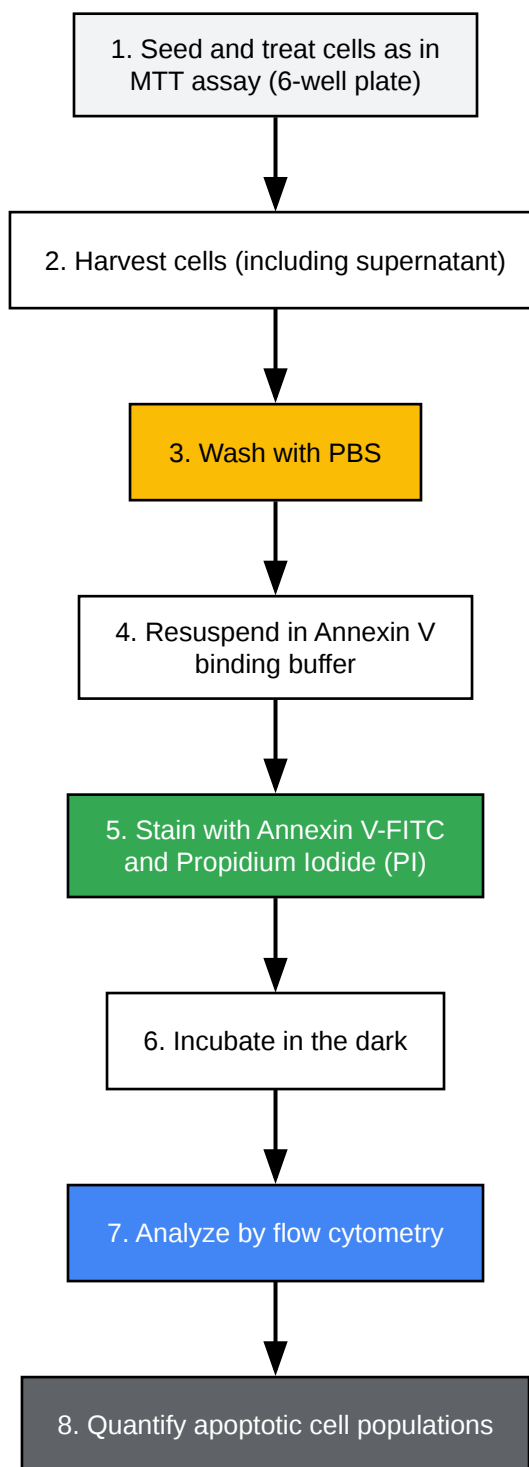 1. Seed and treat cells as in
MTT assay (6-well plate)
2. Harvest cells (including supernatant)
3. Wash with PBS
4. Resuspend in Annexin V
binding buffer
5. Stain with Annexin V-FITC
and Propidium Iodide (PI)
6. Incubate in the dark
7. Analyze by flow cytometry
8. Quantify apoptotic cell populations